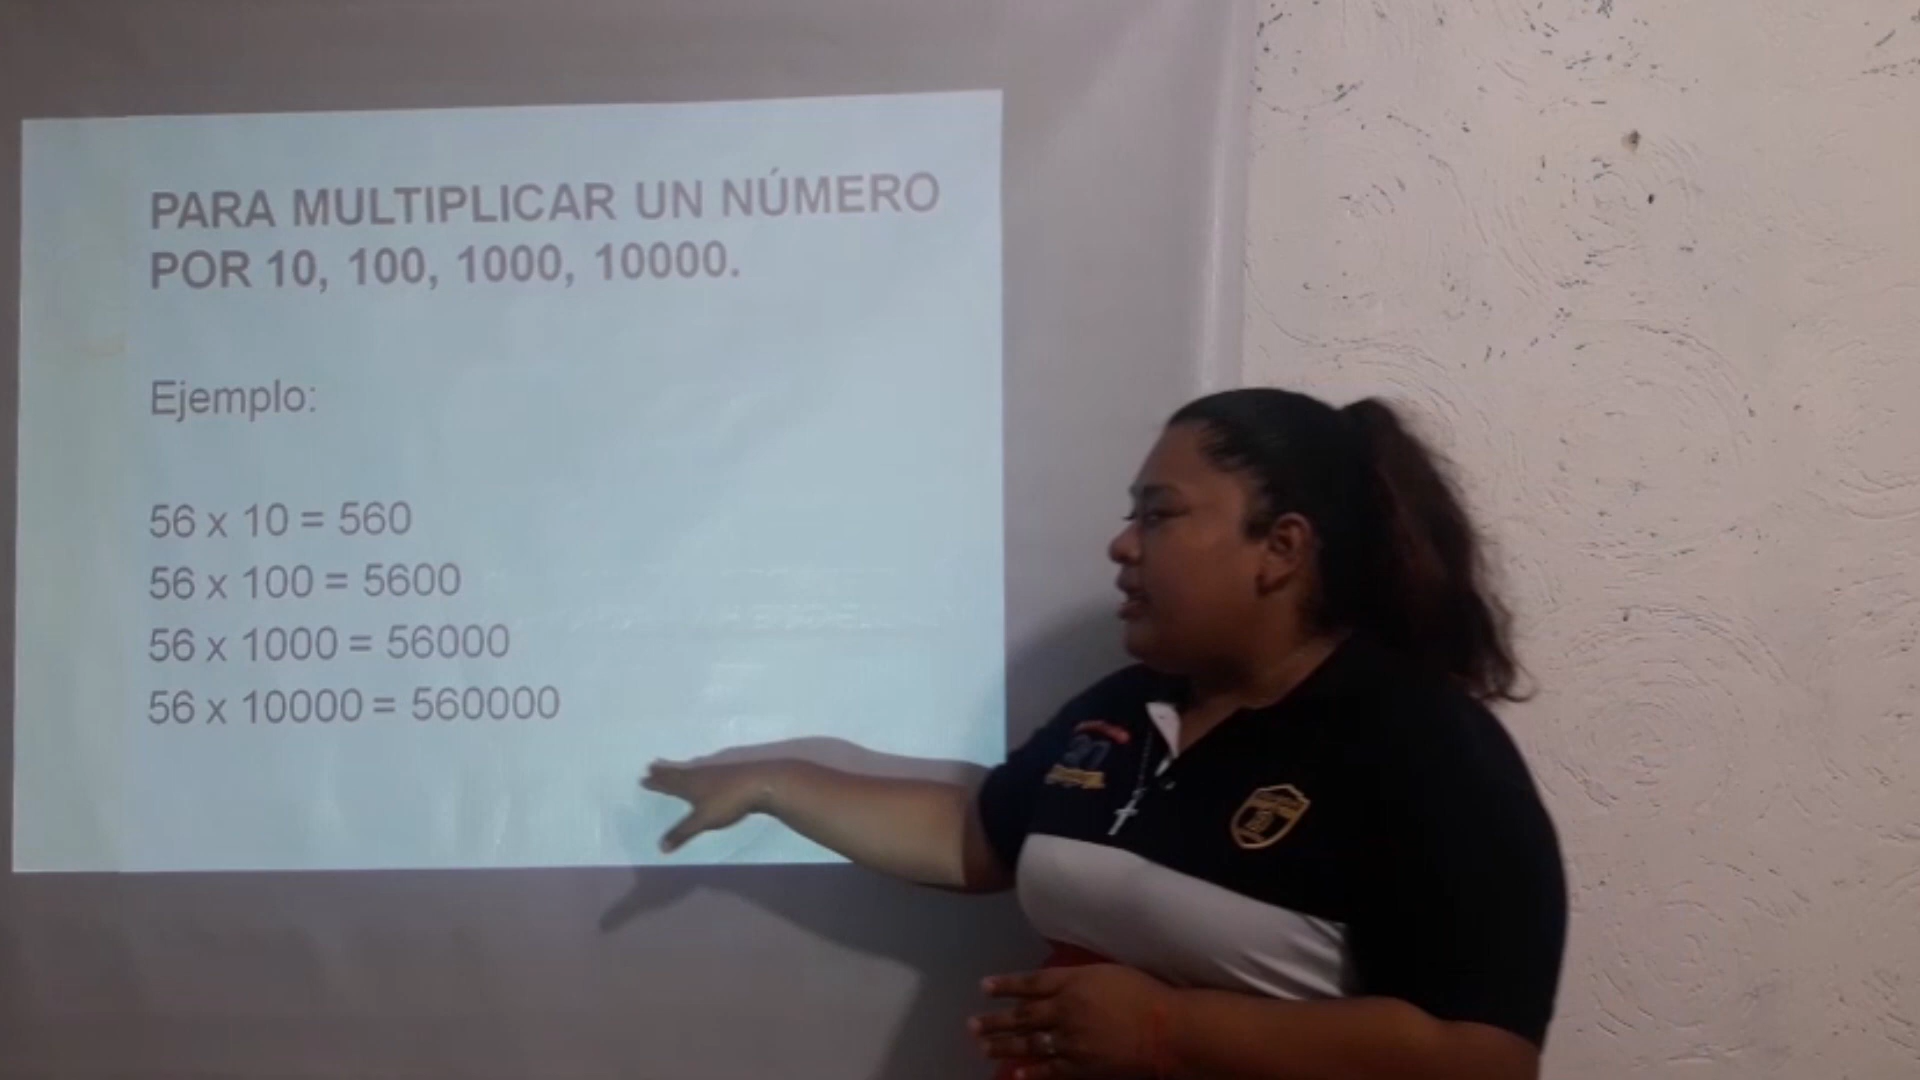 PARA MULTIPLICAR UN NÚMERO
POR 10, 100, 1000, 10000.
Ejemplo:
56 x 10 = 560
56 x 100 = 5600
56 x 1000 = 56000
56 x 10000 = 560000